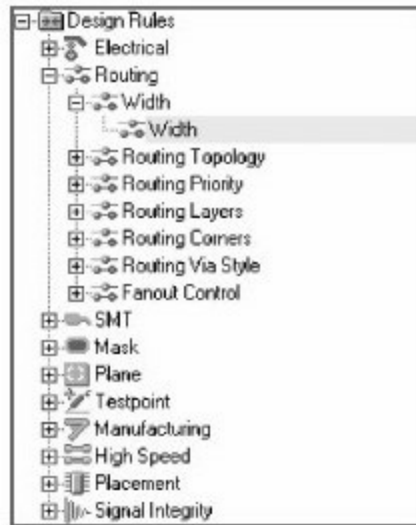 Design Rules
Electrical
Routing
Width
Width
Routing Topology
Routing Priority
Routing Layers
Routing Corners
Routing Via Style
Fanout Control
SMT
Mask
Plane
Testpoint
Manufacturing
High Speed
Placement
Signal Integrity